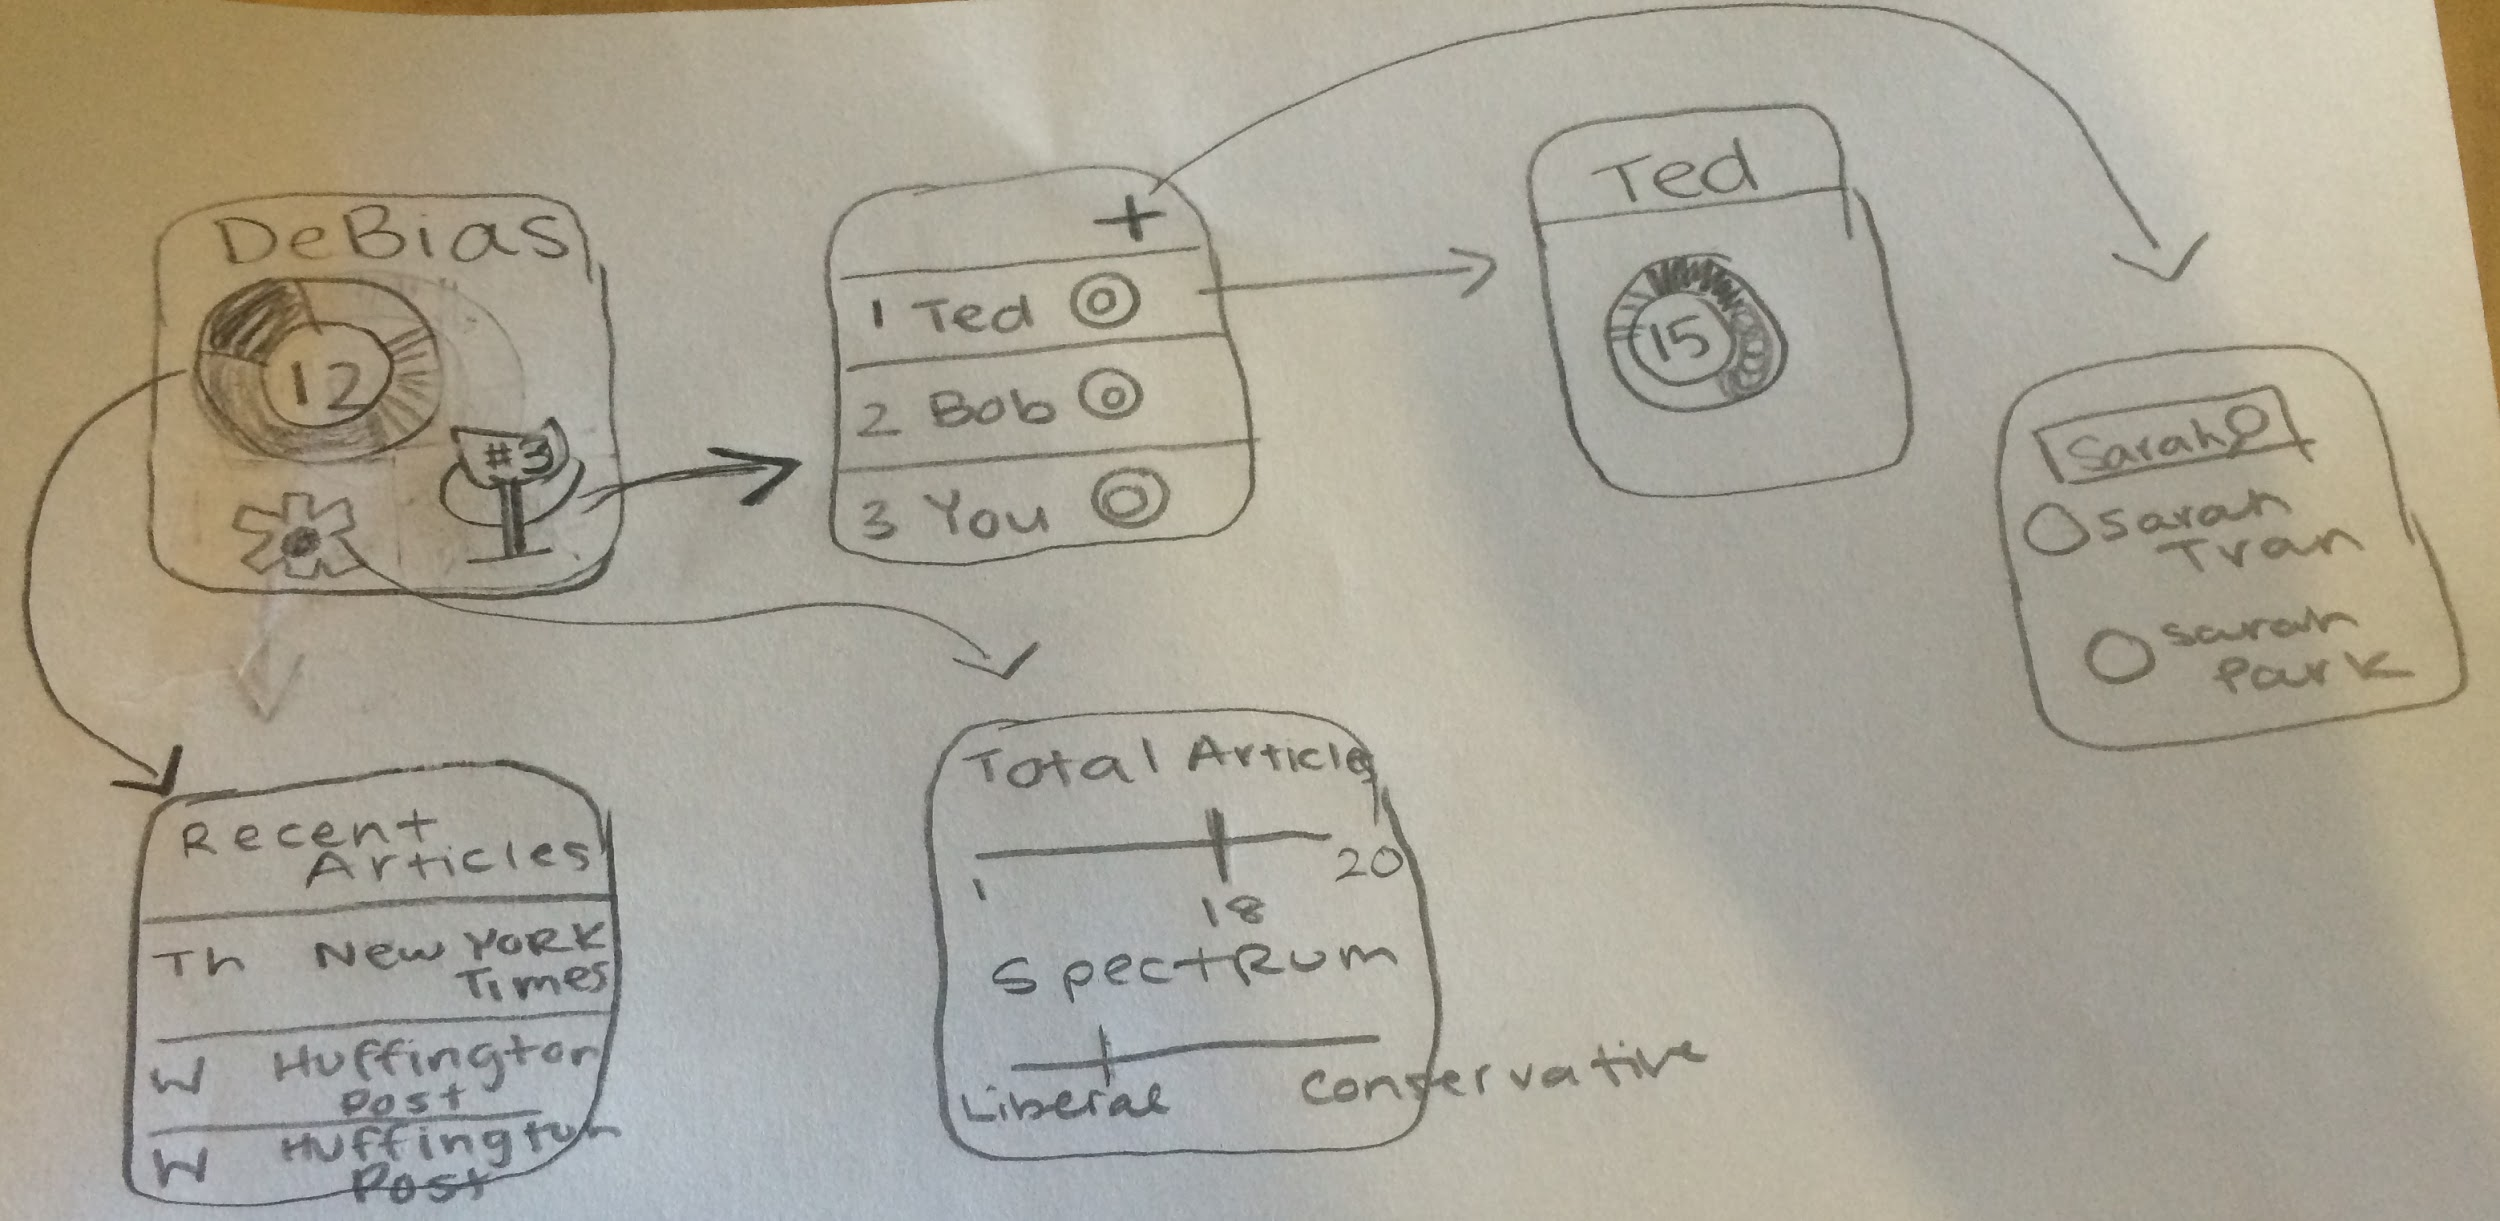 DeBias
12
#3
+
1 Ted
2 Bob
3 You
Ted
15
Sarah
Sarah
Tran
Sarah
Park
Recent
Articles
Th New York
Times
W Huffington
Post
W Huffington
Post
Total Article
1 20
18
Spectrum
Liberal Conservative